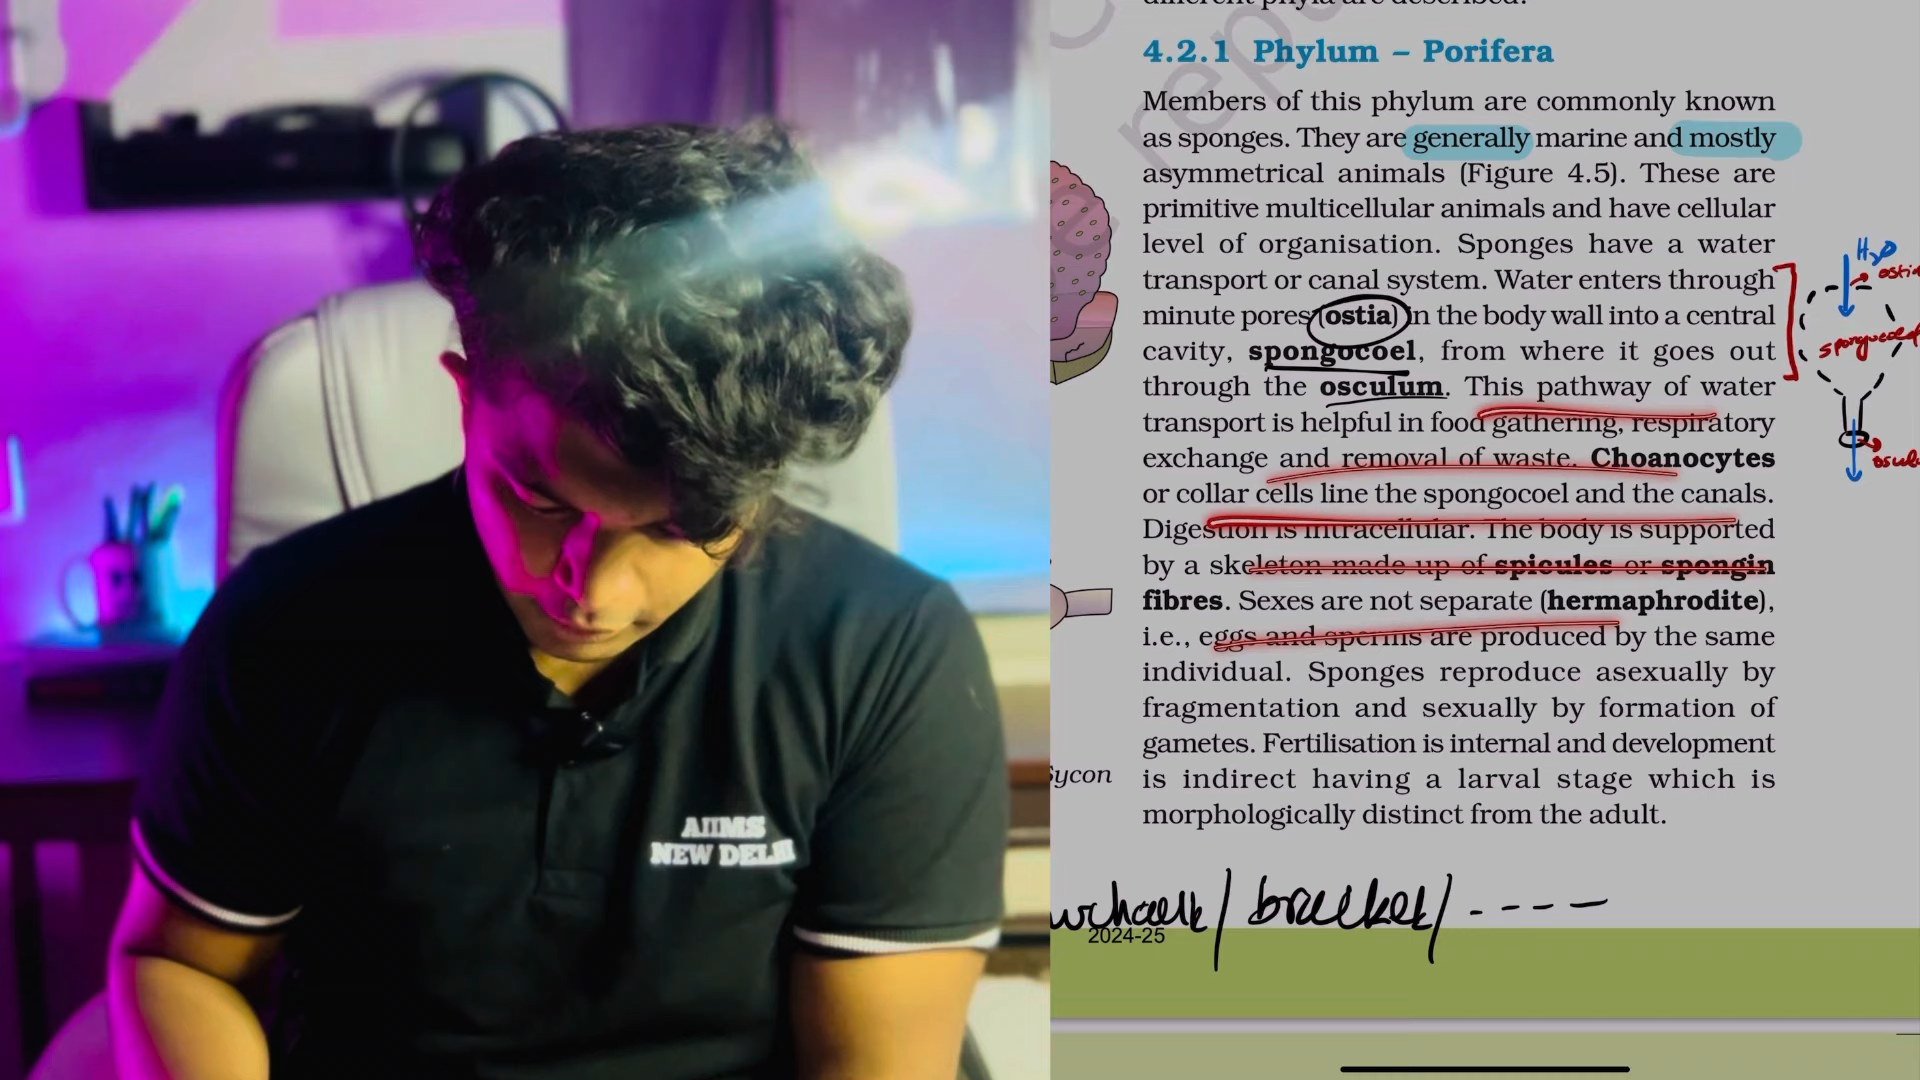 AIIMS
NEW DELHI
different phyla are described.
4.2.1 Phylum – Porifera
Members of this phylum are commonly known
as sponges. They are generally marine and mostly
asymmetrical animals (Figure 4.5). These are
primitive multicellular animals and have cellular
level of organisation. Sponges have a water
transport or canal system. Water enters through
minute pores (ostia) in the body wall into a central
cavity, spongocoel, from where it goes out
through the osculum. This pathway of water
transport is helpful in food gathering, respiratory
exchange and removal of waste. Choanocytes
or collar cells line the spongocoel and the canals.
Digestion is intracellular. The body is supported
by a skeleton made up of spicules or spongin
fibres. Sexes are not separate (hermaphrodite),
i.e., eggs and sperms are produced by the same
individual. Sponges reproduce asexually by
fragmentation and sexually by formation of
gametes. Fertilisation is internal and development
is indirect having a larval stage which is
morphologically distinct from the adult.
H2O
ostia
spongocoel
Sycon
bracket/ - - - -
2024-25